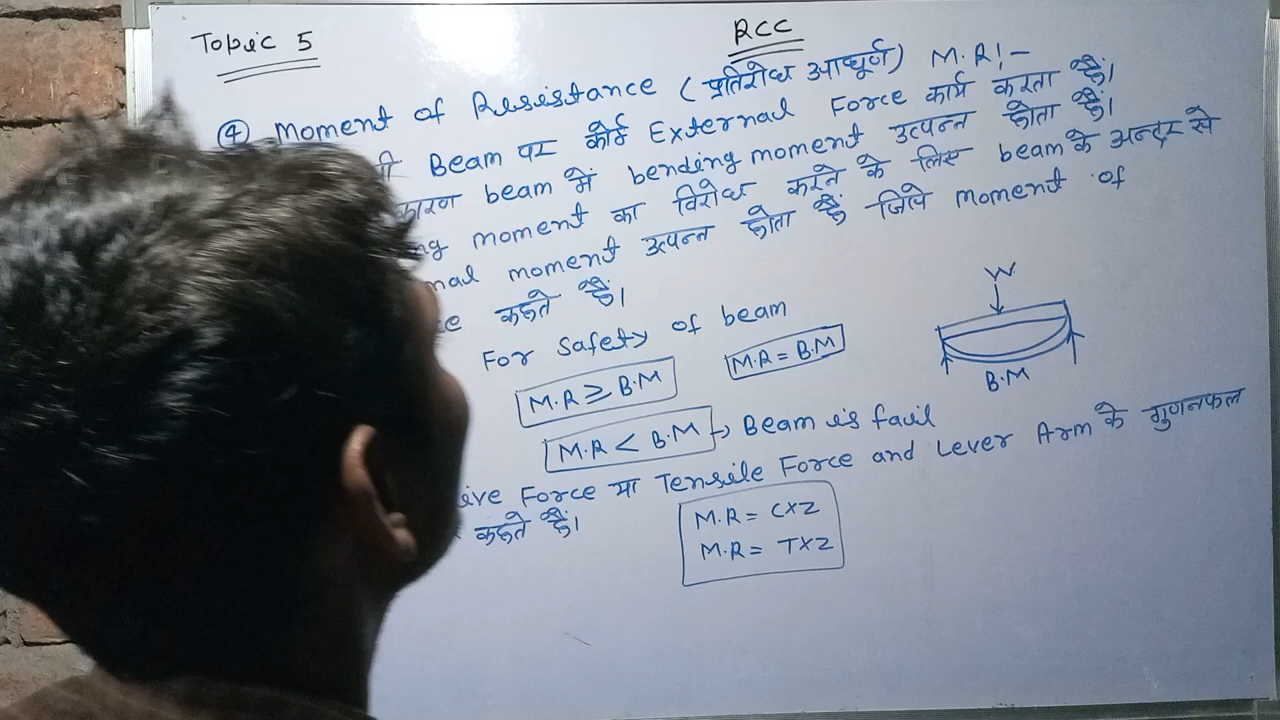 Topic 5
RCC
④ Moment of Resistance (प्रतिरोध आघूर्ण) M.R!–
Beam पर कोई External Force कार्य करता हैं।
कारण beam में bending moment उत्पन्न होता हैं।
ng moment का विरोध करने के लिए beam के अन्दर से
nal moment उत्पन्न होता हैं जिसे moment of
ce कहते हैं।
For Safety of beam
M.R ≥ B.M
M.R = B.M
W
B.M
M.R < B.M → Beam is fail
ive Force या Tensile Force and Lever Arm के गुणनफल
कहते हैं।
M.R = C×Z
M.R = T×Z